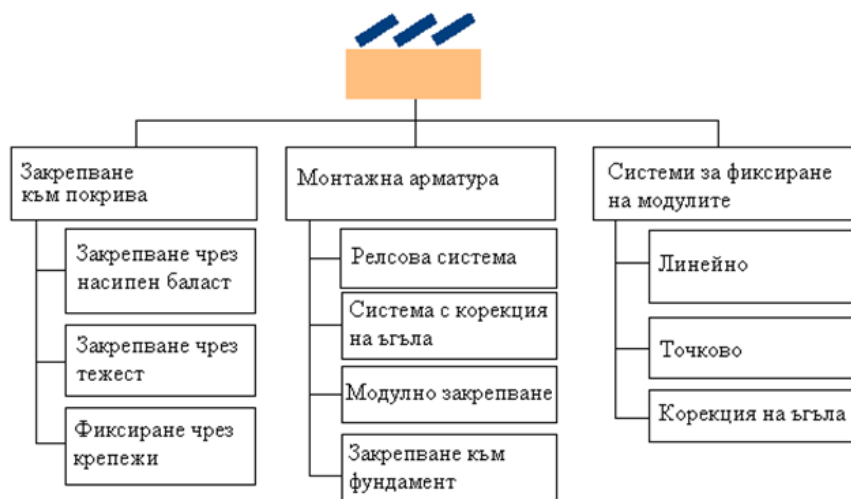 Закрепване
към покрива
Закрепване чрез
насипен баласт
Закрепване чрез
тежест
Фиксиране чрез
крепежи
Монтажна арматура
Релсова система
Система с корекция
на ъгъла
Модулно закрепване
Закрепване към
фундамент
Системи за фиксиране
на модулите
Линейно
Точково
Корекция на ъгъла